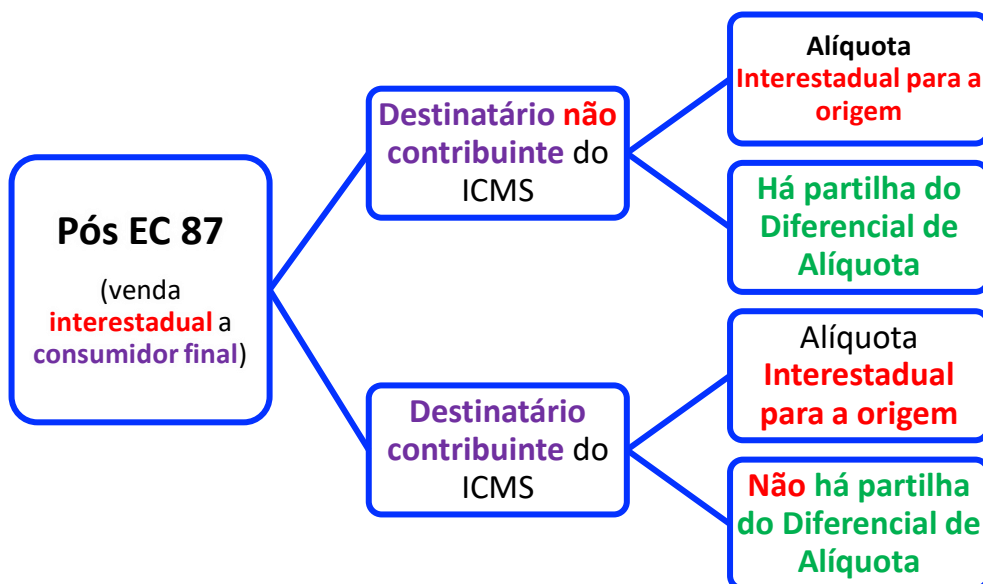 Pós EC 87
(venda
interestadual a
consumidor final)
Destinatário não
contribuinte do
ICMS
Alíquota
Interestadual para a
origem
Há partilha do
Diferencial de
Alíquota
Destinatário
contribuinte do
ICMS
Alíquota
Interestadual
para a origem
Não há partilha
do Diferencial de
Alíquota